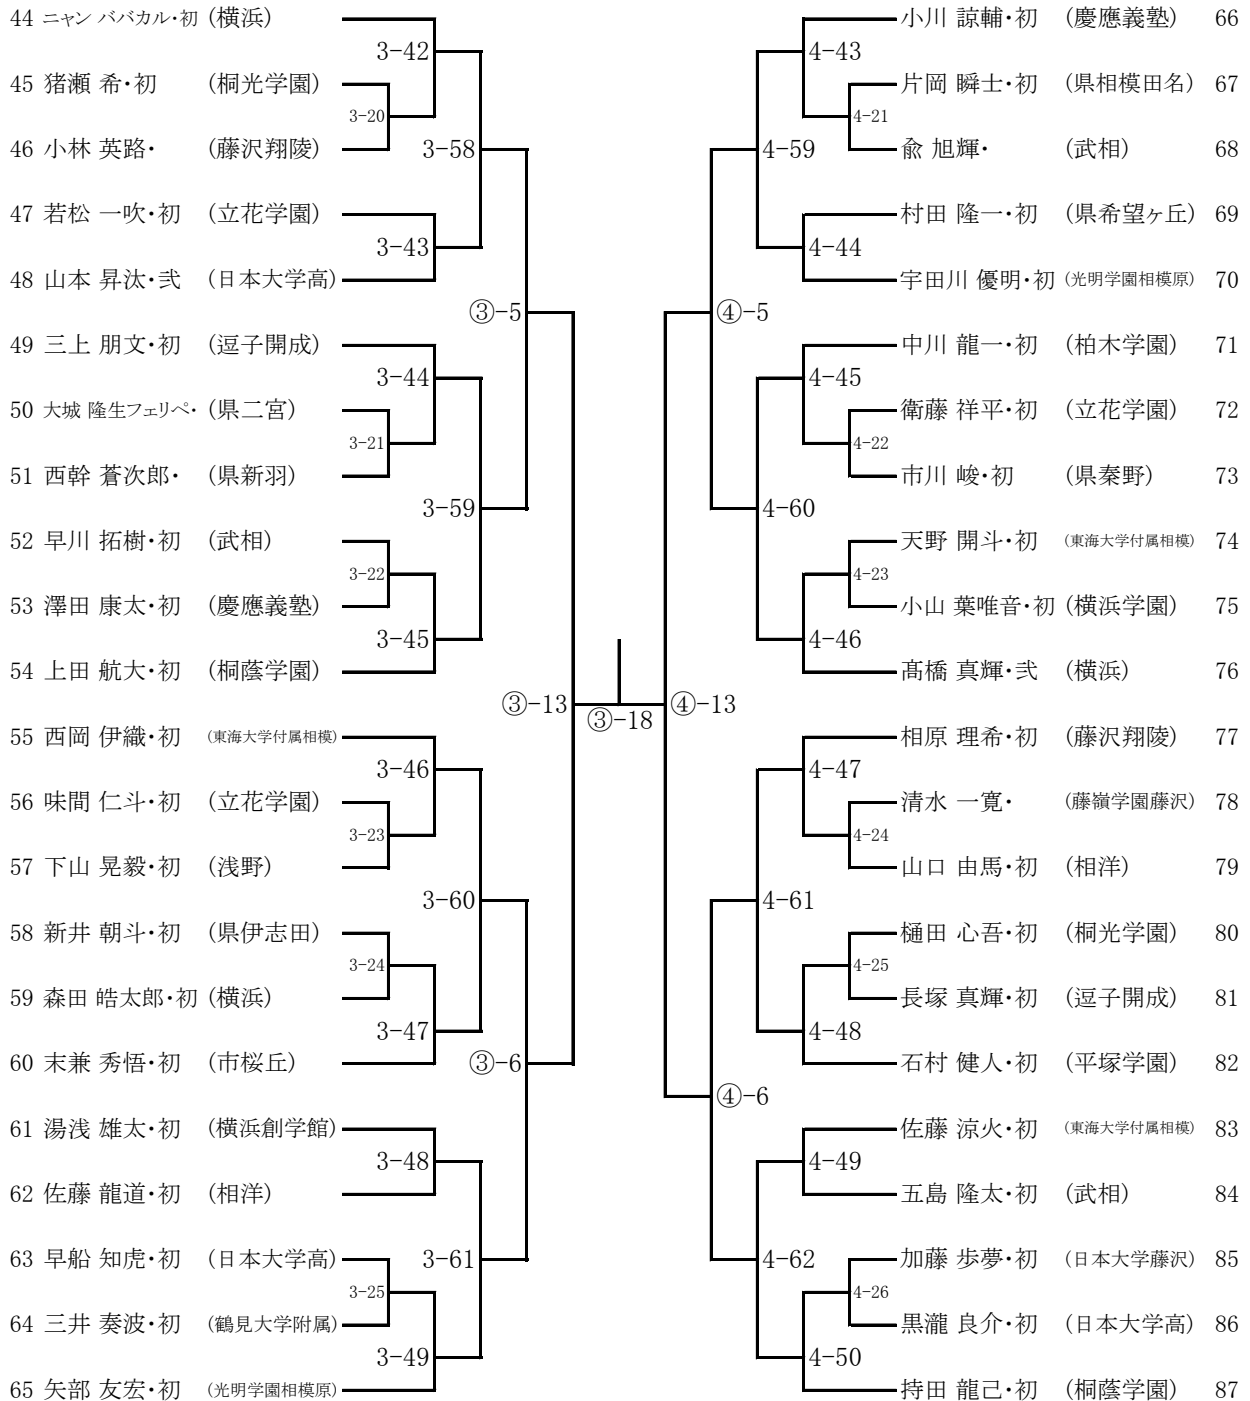 44 ニャン ババカル・初 (横浜)
3-42
45 猪瀬 希・初 (桐光学園)
3-20
46 小林 英路・ (藤沢翔陵)
3-58
47 若松 一吹・初 (立花学園)
3-43
48 山本 昇汰・弐 (日本大学高)
③-5
49 三上 朋文・初 (逗子開成)
3-44
50 大城 隆生フェリペ・ (県二宮)
3-21
51 西幹 蒼次郎・ (県新羽)
3-59
52 早川 拓樹・初 (武相)
3-22
53 澤田 康太・初 (慶應義塾)
3-45
54 上田 航大・初 (桐蔭学園)
③-13
55 西岡 伊織・初 (東海大学付属相模)
3-46
56 味間 仁斗・初 (立花学園)
3-23
57 下山 晃毅・初 (浅野)
3-60
58 新井 朝斗・初 (県伊志田)
3-24
59 森田 皓太郎・初 (横浜)
3-47
60 末兼 秀悟・初 (市桜丘)
③-6
61 湯浅 雄太・初 (横浜創学館)
3-48
62 佐藤 龍道・初 (相洋)
63 早船 知虎・初 (日本大学高)
3-61
3-25
64 三井 奏波・初 (鶴見大学附属)
3-49
65 矢部 友宏・初 (光明学園相模原)
③-18
小川 諒輔・初 (慶應義塾) 66
4-43
片岡 瞬士・初 (県相模田名) 67
4-21
兪 旭輝・ (武相) 68
4-59
村田 隆一・初 (県希望ヶ丘) 69
4-44
宇田川 優明・初 (光明学園相模原) 70
④-5
中川 龍一・初 (柏木学園) 71
4-45
衛藤 祥平・初 (立花学園) 72
4-22
市川 峻・初 (県秦野) 73
4-60
天野 開斗・初 (東海大学付属相模) 74
4-23
小山 葉唯音・初 (横浜学園) 75
4-46
髙橋 真輝・弐 (横浜) 76
④-13
相原 理希・初 (藤沢翔陵) 77
4-47
清水 一寛・ (藤嶺学園藤沢) 78
4-24
山口 由馬・初 (相洋) 79
4-61
樋田 心吾・初 (桐光学園) 80
4-25
長塚 真輝・初 (逗子開成) 81
4-48
石村 健人・初 (平塚学園) 82
④-6
佐藤 涼火・初 (東海大学付属相模) 83
4-49
五島 隆太・初 (武相) 84
加藤 歩夢・初 (日本大学藤沢) 85
4-62
4-26
黒瀧 良介・初 (日本大学高) 86
4-50
持田 龍己・初 (桐蔭学園) 87